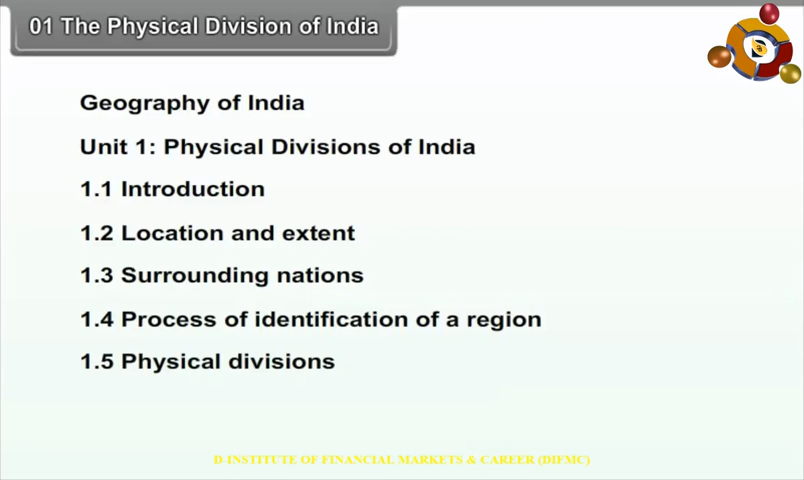 01 The Physical Division of India
Geography of India
Unit 1: Physical Divisions of India
1.1 Introduction
1.2 Location and extent
1.3 Surrounding nations
1.4 Process of identification of a region
1.5 Physical divisions
D-INSTITUTE OF FINANCIAL MARKETS & CAREER (DIFMC)